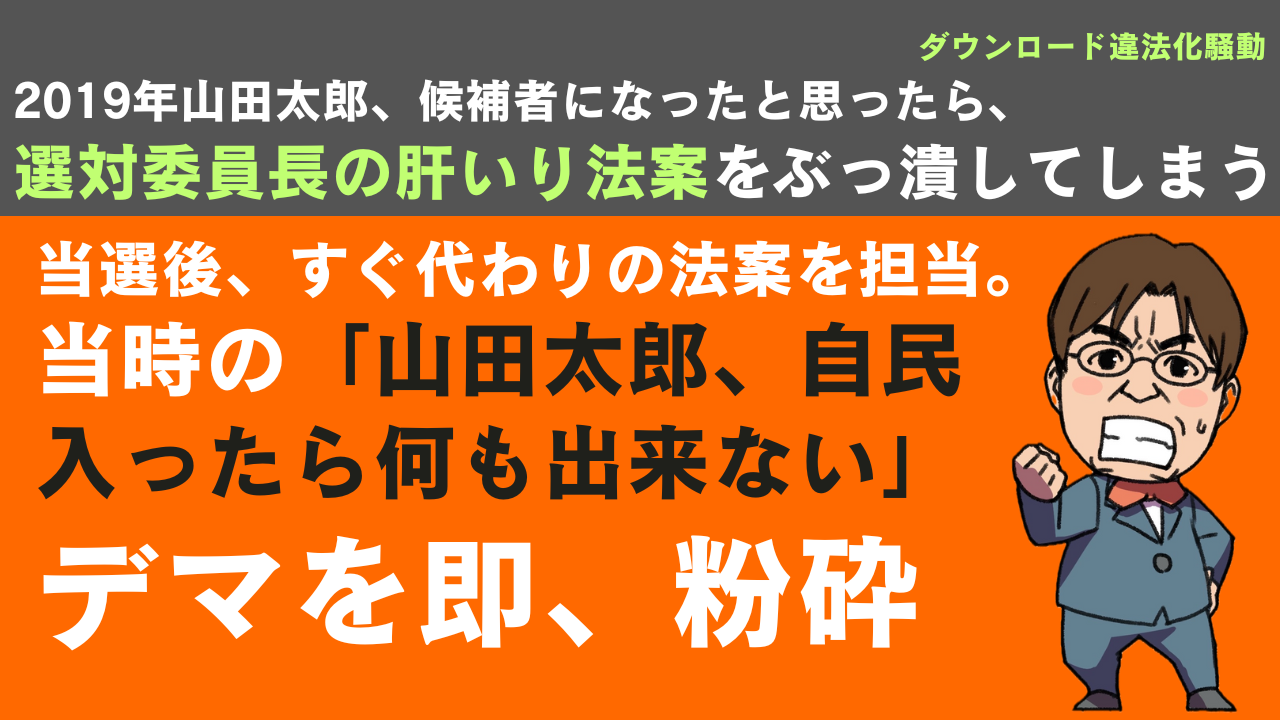 ダウンロード違法化騒動
2019年山田太郎、候補者になったと思ったら、
選対委員長の肝いり法案をぶっ潰してしまう
当選後、すぐ代わりの法案を担当。
当時の「山田太郎、自民
入ったら何も出来ない」
デマを即、粉砕